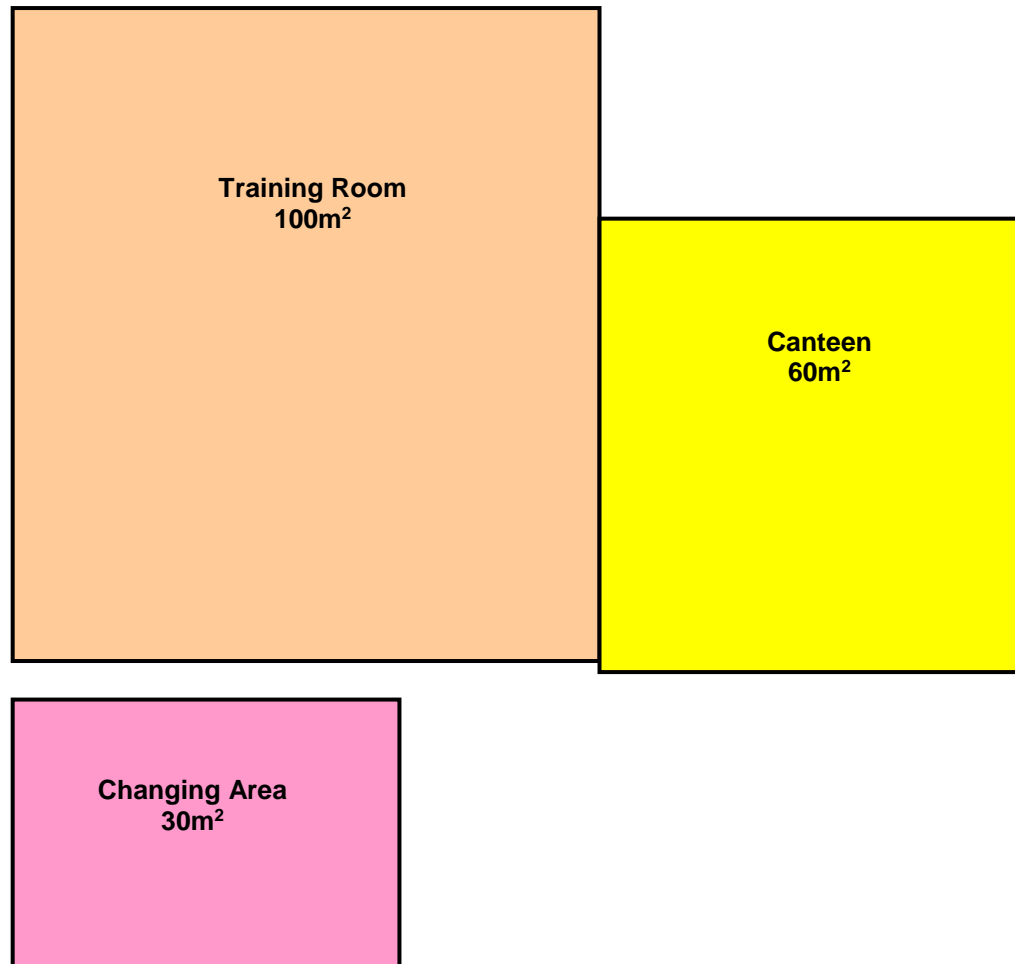 Training Room
100m²
Canteen
60m²
Changing Area
30m²